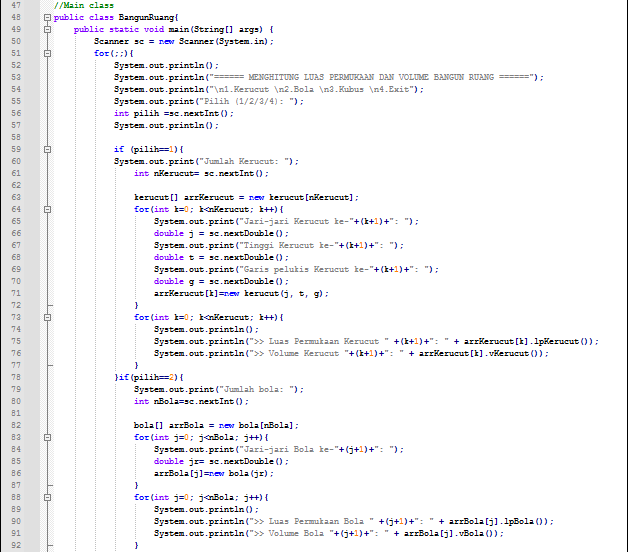 47 //Main class
48 public class BangunRuang{
49 public static void main(String[] args) {
50 Scanner sc = new Scanner(System.in);
51 for(;;){
52 System.out.println();
53 System.out.println("====== MENGHITUNG LUAS PERMUKAAN DAN VOLUME BANGUN RUANG ======");
54 System.out.println("\n1.Kerucut \n2.Bola \n3.Kubus \n4.Exit");
55 System.out.print("Pilih (1/2/3/4): ");
56 int pilih =sc.nextInt();
57 System.out.println();
58
59 if (pilih==1){
60 System.out.print("Jumlah Kerucut: ");
61 int nKerucut= sc.nextInt();
62
63 kerucut[] arrKerucut = new kerucut[nKerucut];
64 for(int k=0; k<nKerucut; k++){
65 System.out.print("Jari-jari Kerucut ke-"+(k+1)+": ");
66 double j = sc.nextDouble();
67 System.out.print("Tinggi Kerucut ke-"+(k+1)+": ");
68 double t = sc.nextDouble();
69 System.out.print("Garis pelukis Kerucut ke-"+(k+1)+": ");
70 double g = sc.nextDouble();
71 arrKerucut[k]=new kerucut(j, t, g);
72 }
73 for(int k=0; k<nKerucut; k++){
74 System.out.println();
75 System.out.println(">> Luas Permukaan Kerucut " +(k+1)+": " + arrKerucut[k].lpKerucut());
76 System.out.println(">> Volume Kerucut "+(k+1)+": " + arrKerucut[k].vKerucut());
77 }
78 }if(pilih==2){
79 System.out.print("Jumlah bola: ");
80 int nBola=sc.nextInt();
81
82 bola[] arrBola = new bola[nBola];
83 for(int j=0; j<nBola; j++){
84 System.out.print("Jari-jari Bola ke-"+(j+1)+": ");
85 double jr= sc.nextDouble();
86 arrBola[j]=new bola(jr);
87 }
88 for(int j=0; j<nBola; j++){
89 System.out.println();
90 System.out.println(">> Luas Permukaan Bola " +(j+1)+": " + arrBola[j].lpBola());
91 System.out.println(">> Volume Bola "+(j+1)+": " + arrBola[j].vBola());
92 }